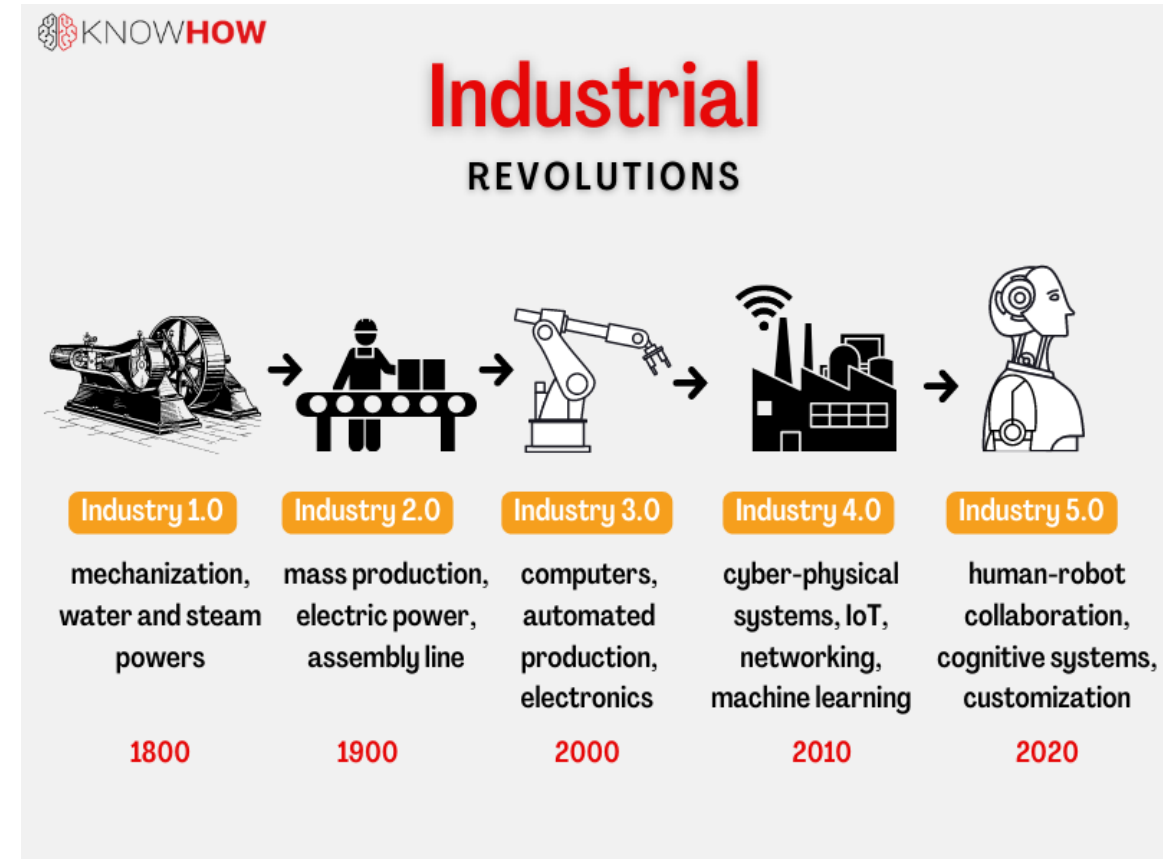 KNOWHOW
Industrial
REVOLUTIONS
Industry 1.0
mechanization,
water and steam
powers
1800
Industry 2.0
mass production,
electric power,
assembly line
1900
Industry 3.0
computers,
automated
production,
electronics
2000
Industry 4.0
cyber-physical
systems, IoT,
networking,
machine learning
2010
Industry 5.0
human-robot
collaboration,
cognitive systems,
customization
2020